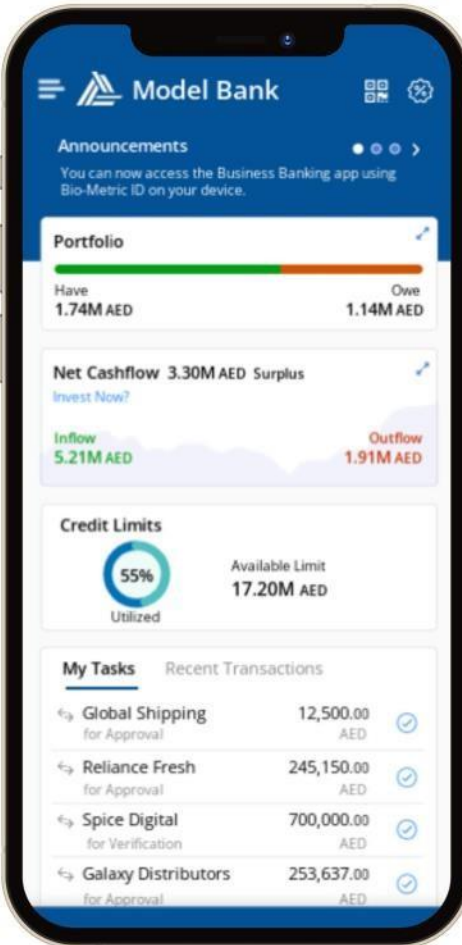 Model Bank
Announcements
You can now access the Business Banking app using
Bio-Metric ID on your device.
Portfolio
Have Owe
1.74M AED 1.14M AED
Net Cashflow 3.30M AED Surplus
Invest Now?
Inflow Outflow
5.21M AED 1.91M AED
Credit Limits
55%
Utilized
Available Limit
17.20M AED
My Tasks Recent Transactions
Global Shipping 12,500.00
for Approval AED
Reliance Fresh 245,150.00
for Approval AED
Spice Digital 700,000.00
for Verification AED
Galaxy Distributors 253,637.00
for Approval AED